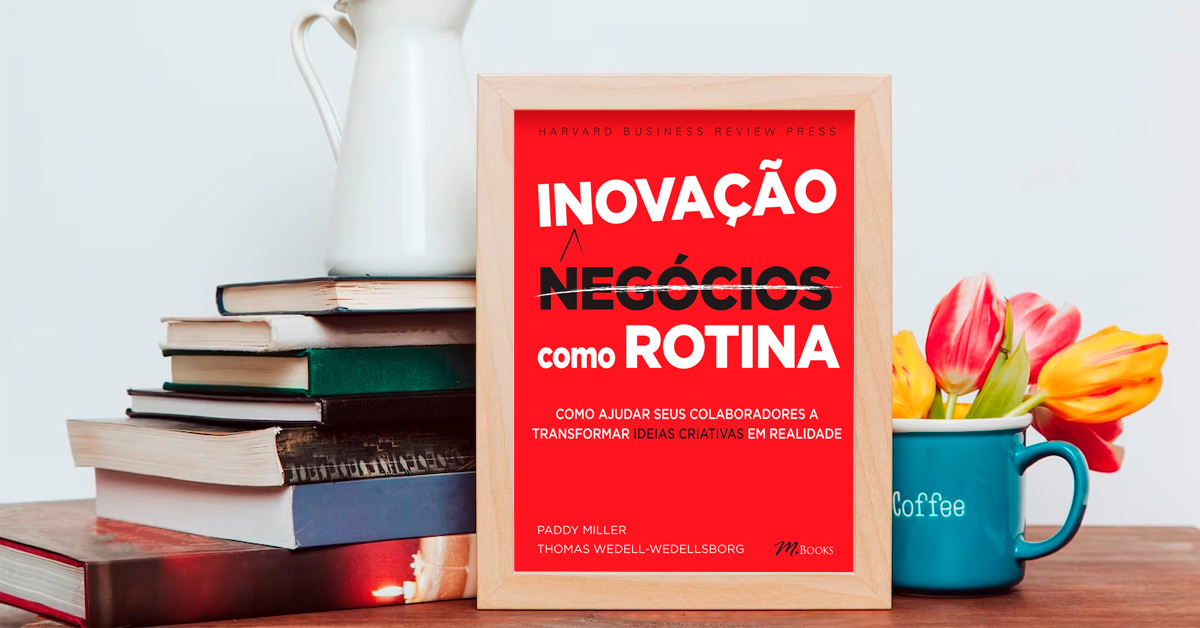 HARVARD BUSINESS REVIEW PRESS
INOVAÇÃO
NEGÓCIOS
como ROTINA
COMO AJUDAR SEUS COLABORADORES A
TRANSFORMAR IDEIAS CRIATIVAS EM REALIDADE
PADDY MILLER
THOMAS WEDELL-WEDELLSBORG
M. BOOKS
Coffee